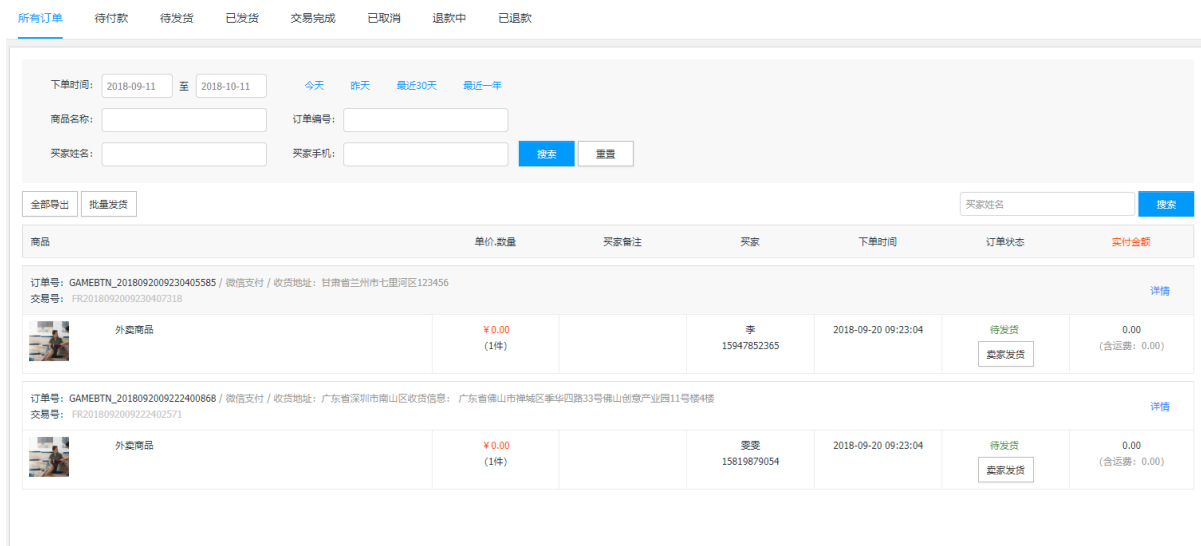 所有订单 待付款 待发货 已发货 交易完成 已取消 退款中 已退款
下单时间: 2018-09-11 至 2018-10-11 今天 昨天 最近30天 最近一年
商品名称: 订单编号:
买家姓名: 买家手机: 搜索 重置
全部导出 批量发货 买家姓名 搜索
商品 单价.数量 买家备注 买家 下单时间 订单状态 实付金额
订单号: GAMEBTN_2018092009230405585 / 微信支付 / 收货地址: 甘肃省兰州市七里河区123456
详情
交易号: FR2018092009230407318
外卖商品 ¥ 0.00 李 2018-09-20 09:23:04 待发货 0.00
(1件) 15947852365 卖家发货 (含运费: 0.00)
订单号: GAMEBTN_2018092009222400868 / 微信支付 / 收货地址: 广东省深圳市南山区收货信息: 广东省佛山市禅城区季华四路33号佛山创意产业园11号楼4楼
详情
交易号: FR2018092009222402571
外卖商品 ¥ 0.00 雯雯 2018-09-20 09:23:04 待发货 0.00
(1件) 15819879054 卖家发货 (含运费: 0.00)